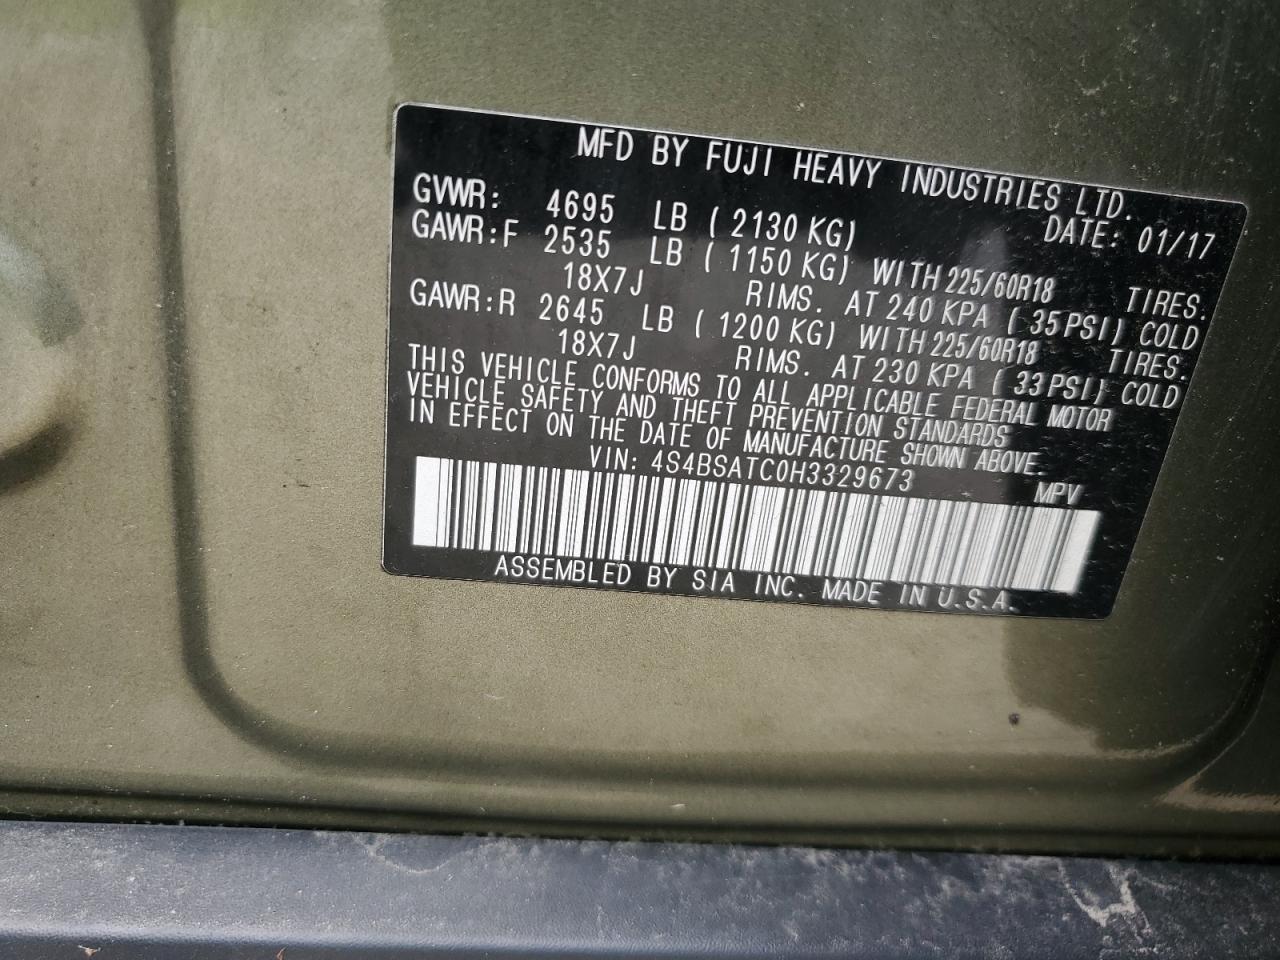 MFD BY FUJI HEAVY INDUSTRIES LTD.
GVWR: 4695 LB ( 2130 KG) DATE: 01/17
GAWR:F 2535 LB ( 1150 KG) WITH 225/60R18 TIRES.
18X7J RIMS. AT 240 KPA ( 35PSI) COLD
GAWR:R 2645 LB ( 1200 KG) WITH 225/60R18 TIRES.
18X7J RIMS. AT 230 KPA ( 33PSI) COLD
THIS VEHICLE CONFORMS TO ALL APPLICABLE FEDERAL MOTOR
VEHICLE SAFETY AND THEFT PREVENTION STANDARDS
IN EFFECT ON THE DATE OF MANUFACTURE SHOWN ABOVE.
VIN: 4S4BSATC0H3329673 MPV
ASSEMBLED BY SIA INC. MADE IN U.S.A.